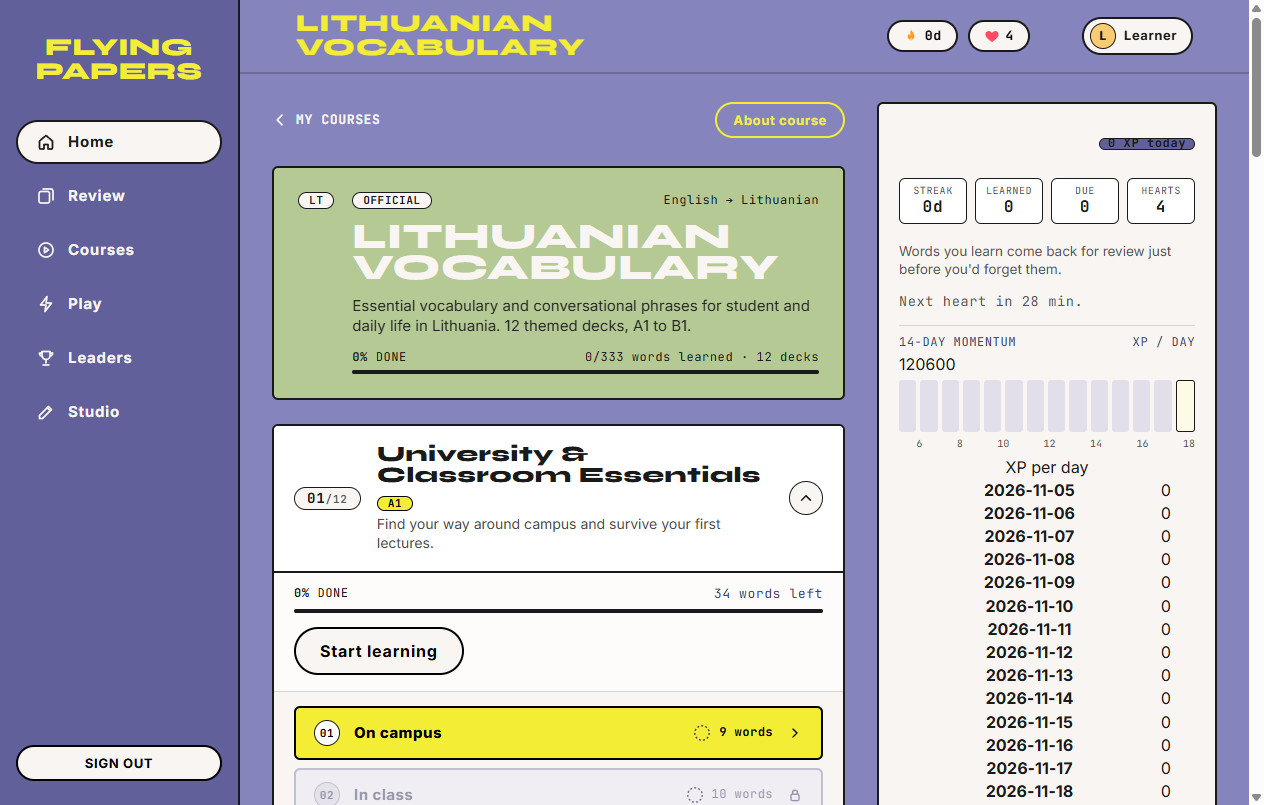 FLYING
PAPERS
Home
Review
Courses
Play
Leaders
Studio
SIGN OUT
LITHUANIAN
VOCABULARY
0d
4
L
Learner
MY COURSES
About course
LT
OFFICIAL
English → Lithuanian
LITHUANIAN
VOCABULARY
Essential vocabulary and conversational phrases for student and
daily life in Lithuania. 12 themed decks, A1 to B1.
0% DONE
0/333 words learned · 12 decks
01/12
University &
Classroom Essentials
A1
Find your way around campus and survive your first
lectures.
0% DONE
34 words left
Start learning
01
On campus
9 words
02
In class
10 words
0 XP today
STREAK
0d
LEARNED
0
DUE
0
HEARTS
4
Words you learn come back for review just
before you'd forget them.
Next heart in 28 min.
14-DAY MOMENTUM
XP / DAY
120600
6 8 10 12 14 16 18
XP per day
2026-11-05 0
2026-11-06 0
2026-11-07 0
2026-11-08 0
2026-11-09 0
2026-11-10 0
2026-11-11 0
2026-11-12 0
2026-11-13 0
2026-11-14 0
2026-11-15 0
2026-11-16 0
2026-11-17 0
2026-11-18 0